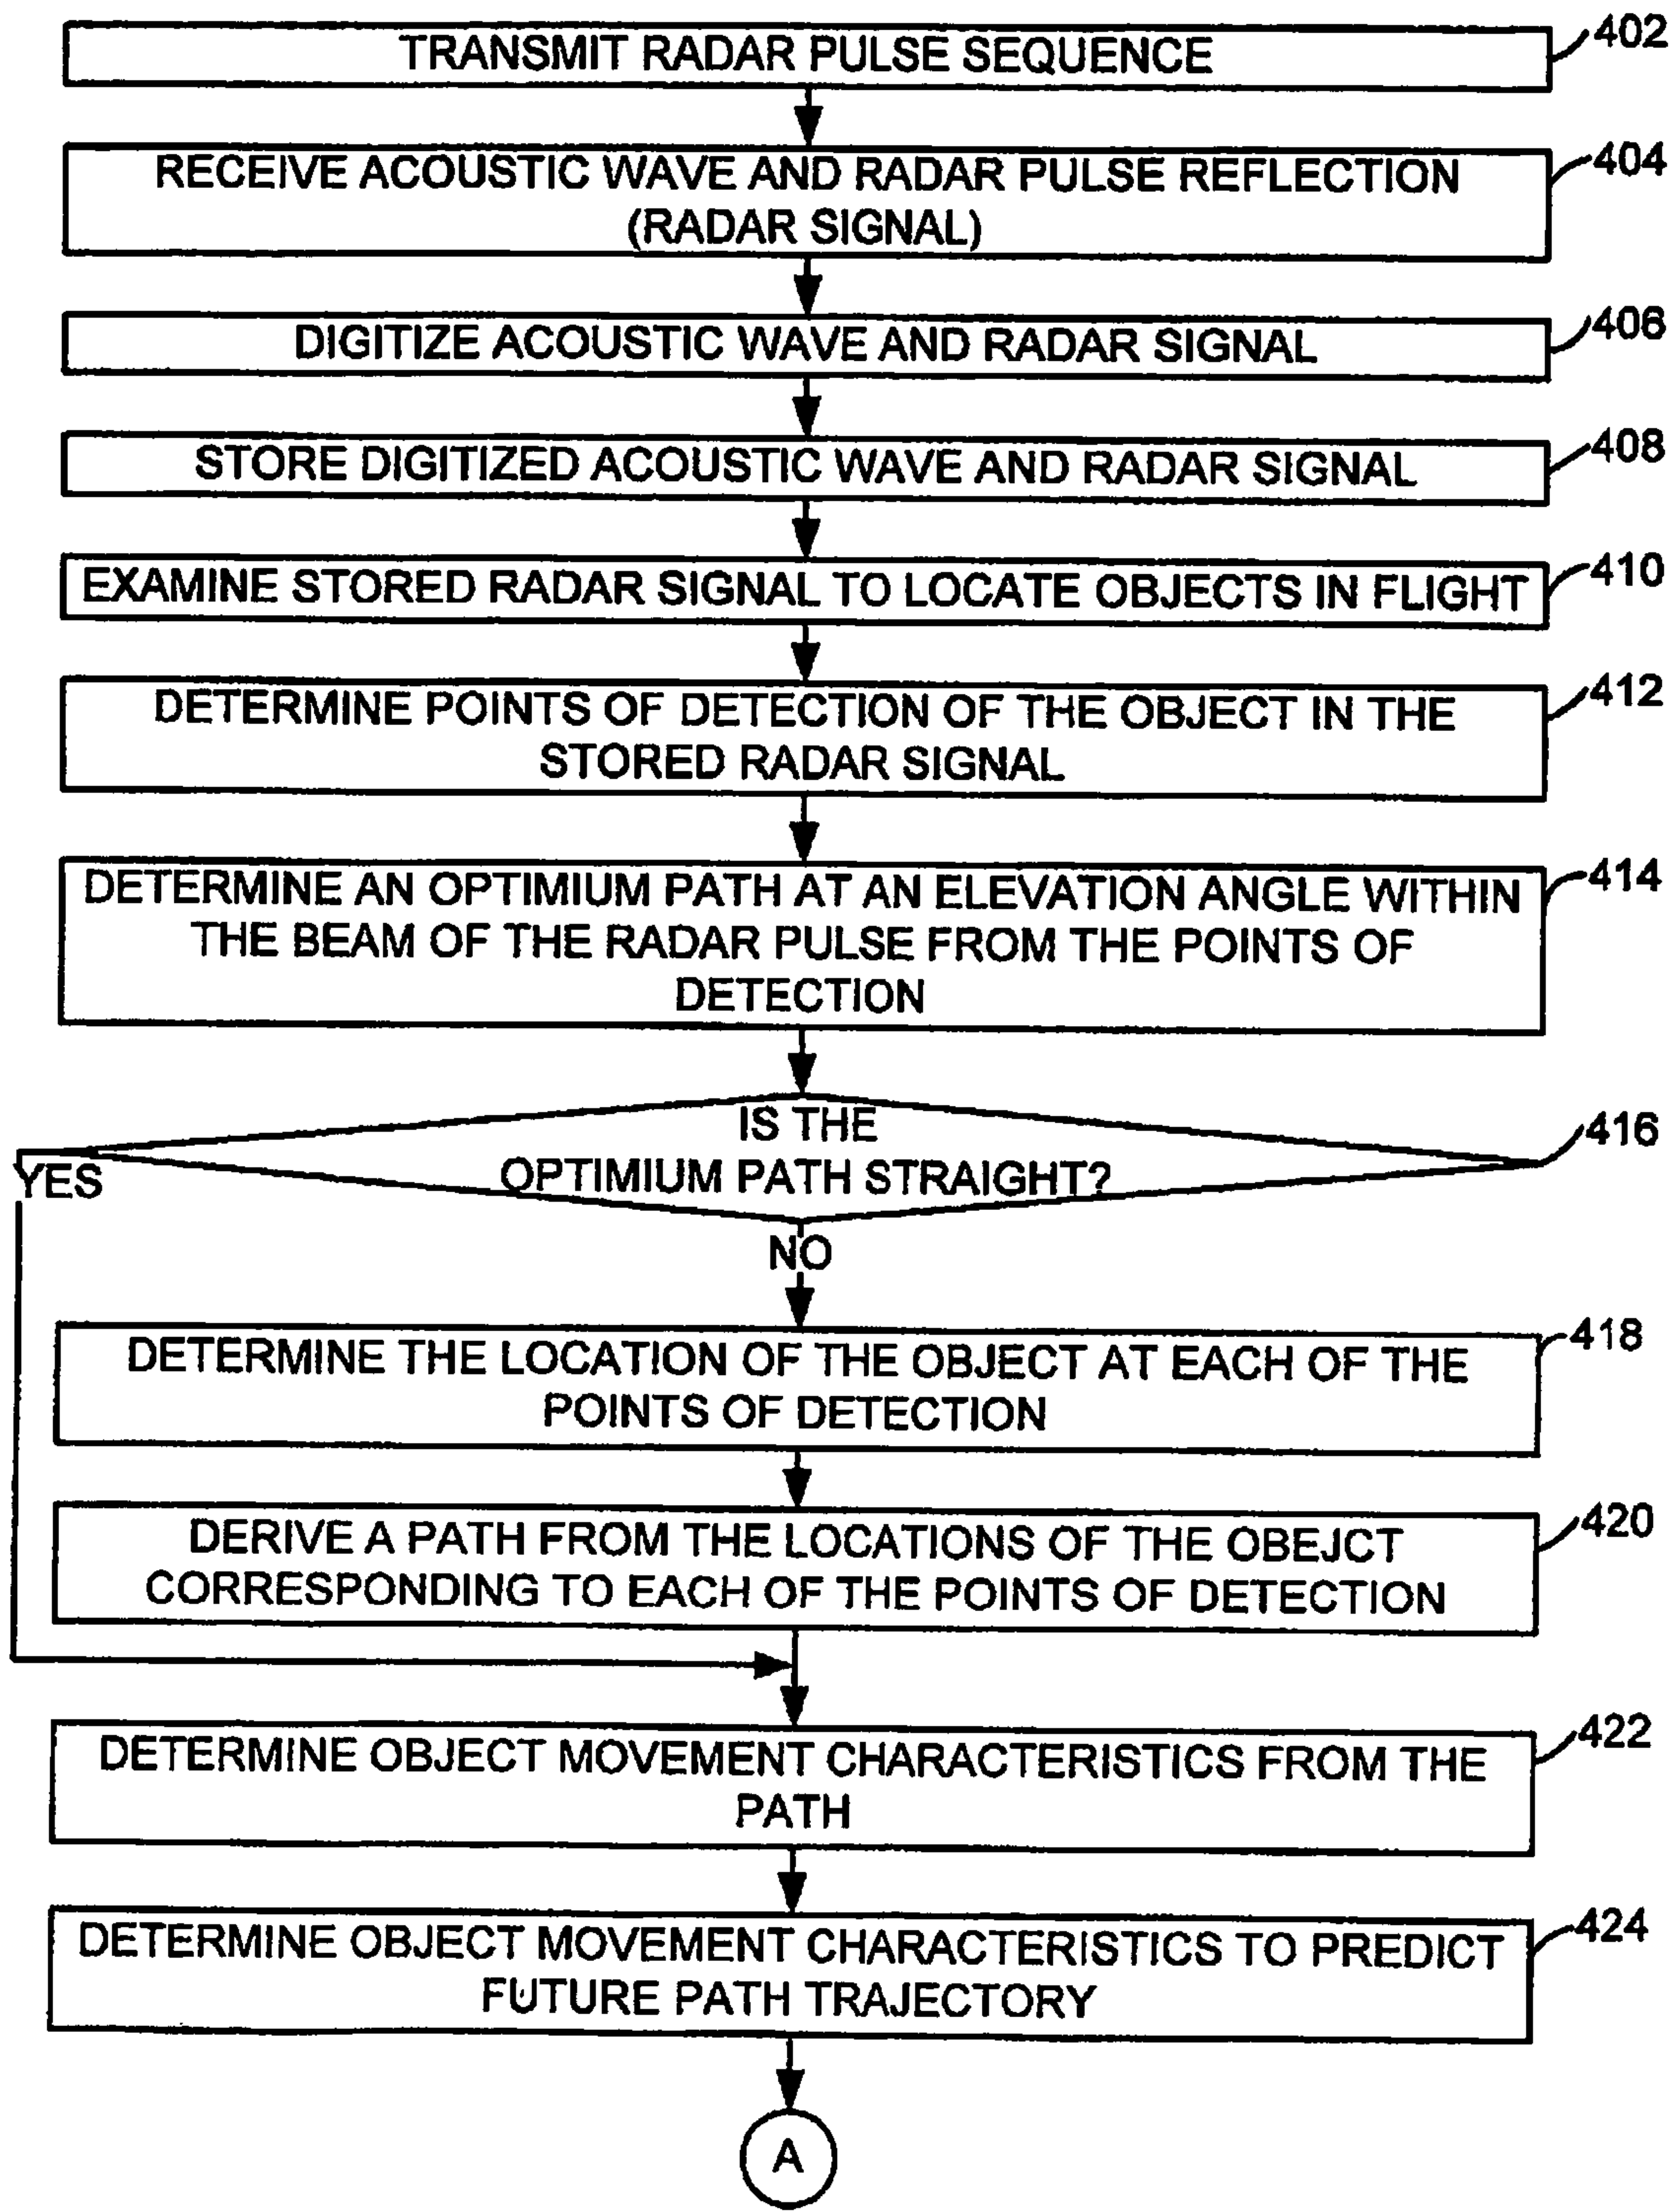 TRANSMIT RADAR PULSE SEQUENCE
402
RECEIVE ACOUSTIC WAVE AND RADAR PULSE REFLECTION
(RADAR SIGNAL)
404
DIGITIZE ACOUSTIC WAVE AND RADAR SIGNAL
406
STORE DIGITIZED ACOUSTIC WAVE AND RADAR SIGNAL
408
EXAMINE STORED RADAR SIGNAL TO LOCATE OBJECTS IN FLIGHT
410
DETERMINE POINTS OF DETECTION OF THE OBJECT IN THE
STORED RADAR SIGNAL
412
DETERMINE AN OPTIMIUM PATH AT AN ELEVATION ANGLE WITHIN
THE BEAM OF THE RADAR PULSE FROM THE POINTS OF
DETECTION
414
IS THE
OPTIMIUM PATH STRAIGHT?
416
YES
NO
DETERMINE THE LOCATION OF THE OBJECT AT EACH OF THE
POINTS OF DETECTION
418
DERIVE A PATH FROM THE LOCATIONS OF THE OBEJCT
CORRESPONDING TO EACH OF THE POINTS OF DETECTION
420
DETERMINE OBJECT MOVEMENT CHARACTERISTICS FROM THE
PATH
422
DETERMINE OBJECT MOVEMENT CHARACTERISTICS TO PREDICT
FUTURE PATH TRAJECTORY
424
A